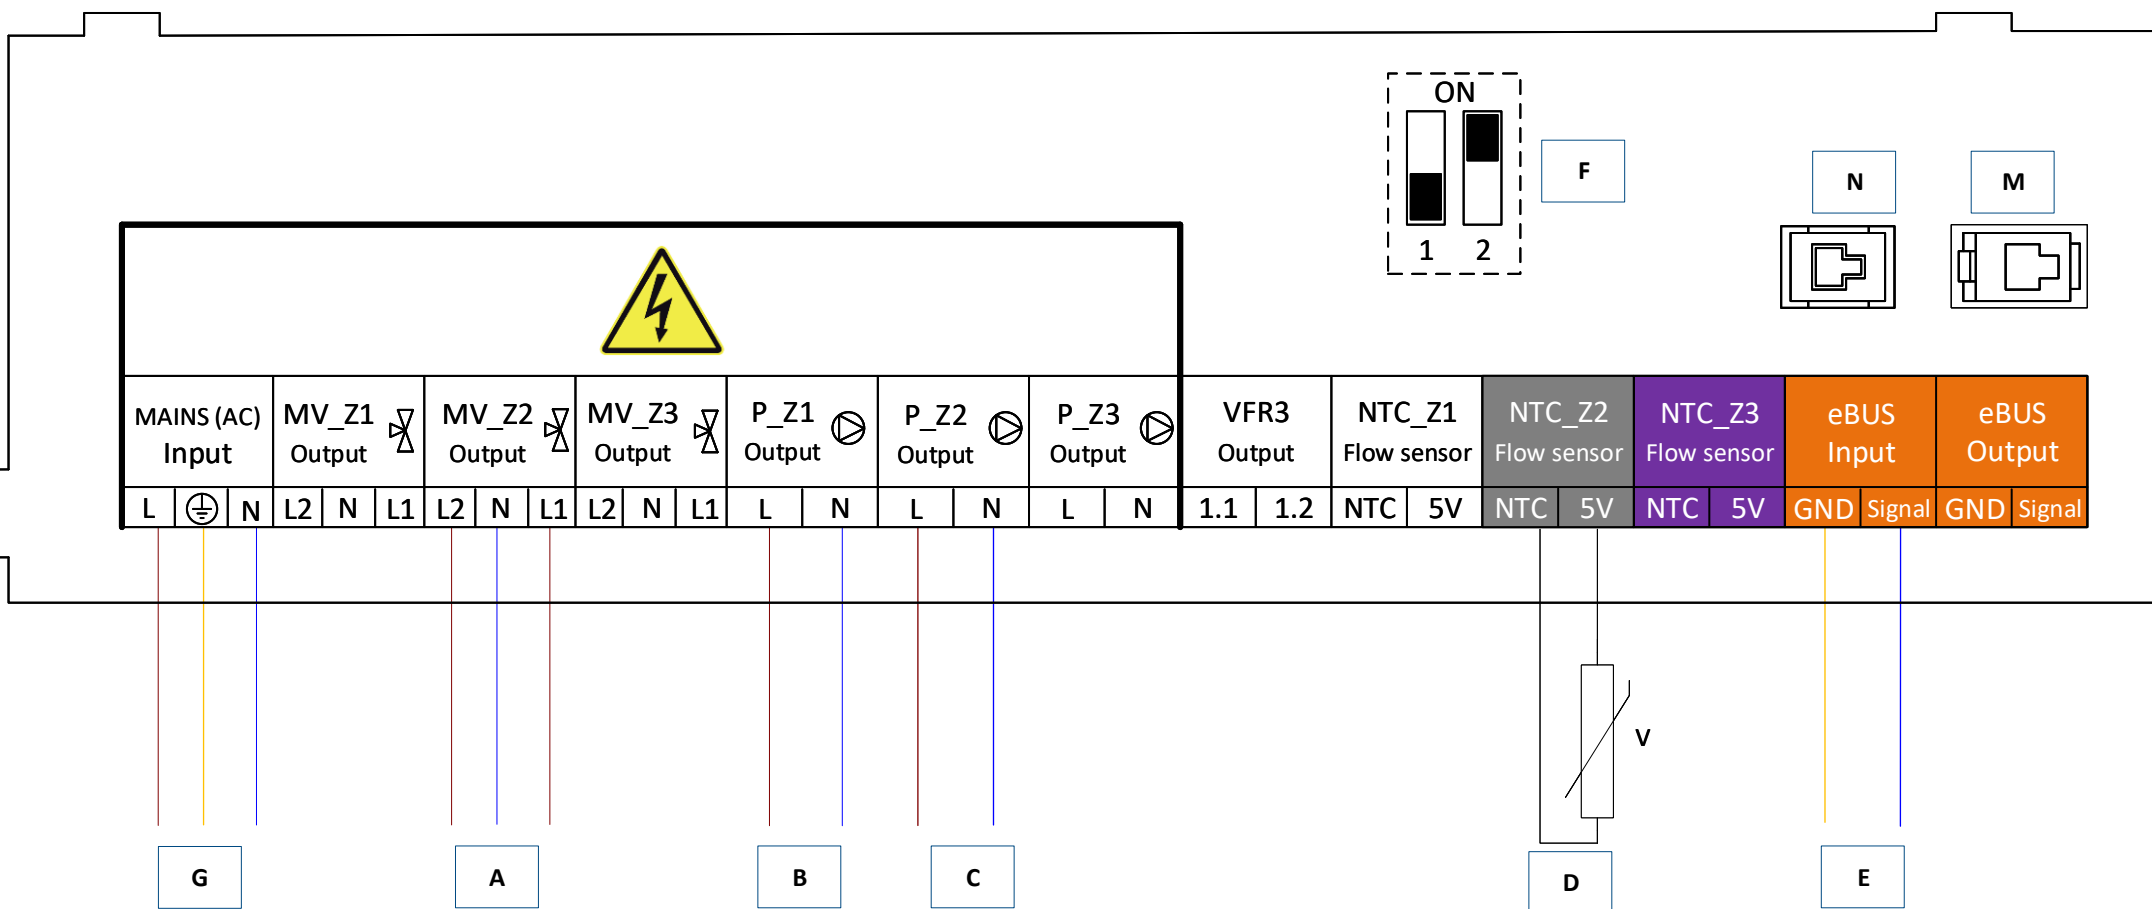 ON
1 2
F
N
M
MAINS (AC)
Input
MV_Z1
Output
MV_Z2
Output
MV_Z3
Output
P_Z1
Output
P_Z2
Output
P_Z3
Output
VFR3
Output
NTC_Z1
Flow sensor
NTC_Z2
Flow sensor
NTC_Z3
Flow sensor
eBUS
Input
eBUS
Output
L N L2 N L1 L2 N L1 L2 N L1 L N L N L N 1.1 1.2 NTC 5V NTC 5V NTC 5V GND Signal GND Signal
V
G
A
B
C
D
E